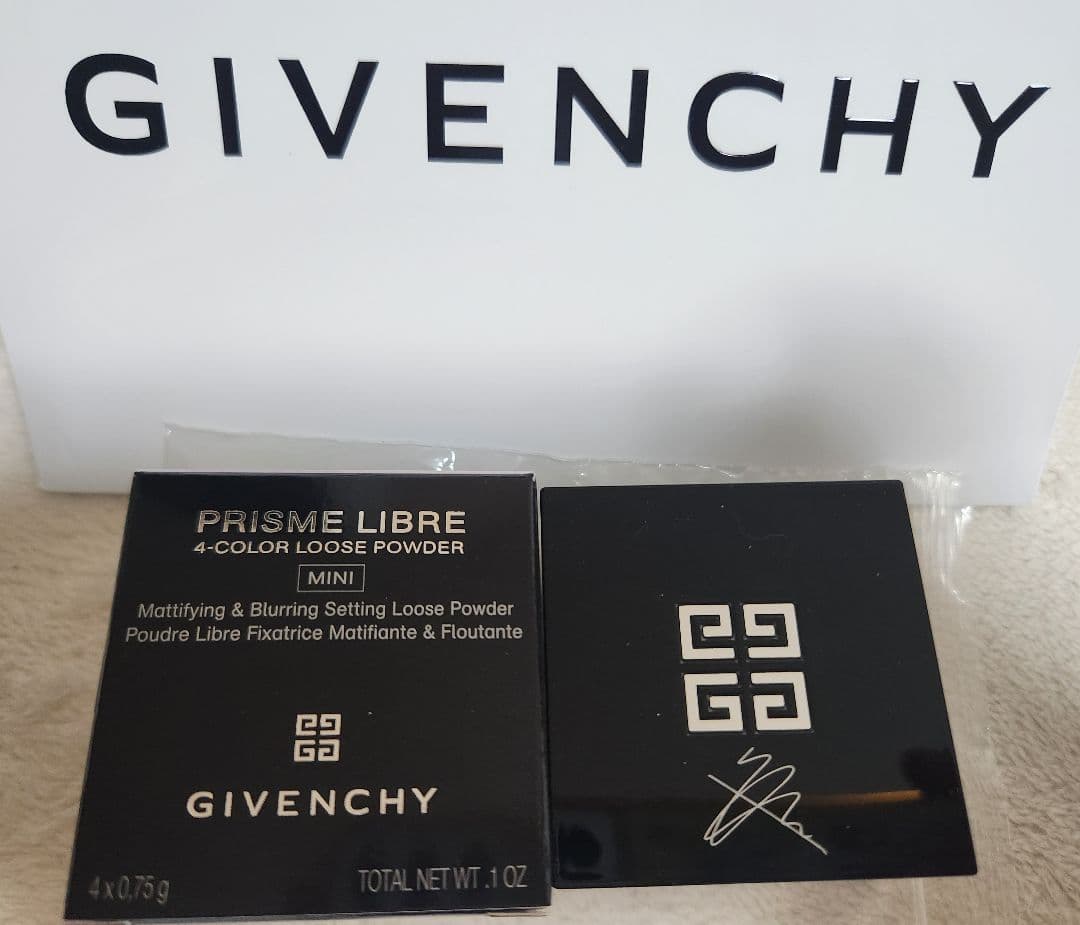 GIVENCHY
PRISME LIBRE
4-COLOR LOOSE POWDER
MINI
Mattifying & Blurring Setting Loose Powder
Poudre Libre Fixatrice Matifiante & Floutante
GIVENCHY
4 x 0,75 g
TOTAL NET WT .1 OZ